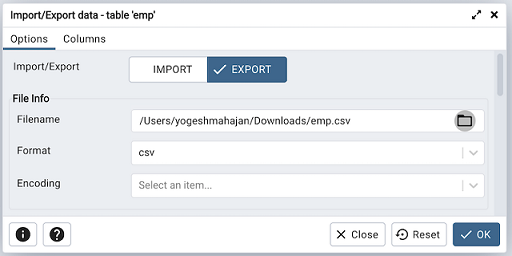 Import/Export data - table 'emp'
Options Columns
Import/Export IMPORT EXPORT
File Info
Filename /Users/yogeshmahajan/Downloads/emp.csv
Format csv
Encoding Select an item...
Close Reset OK